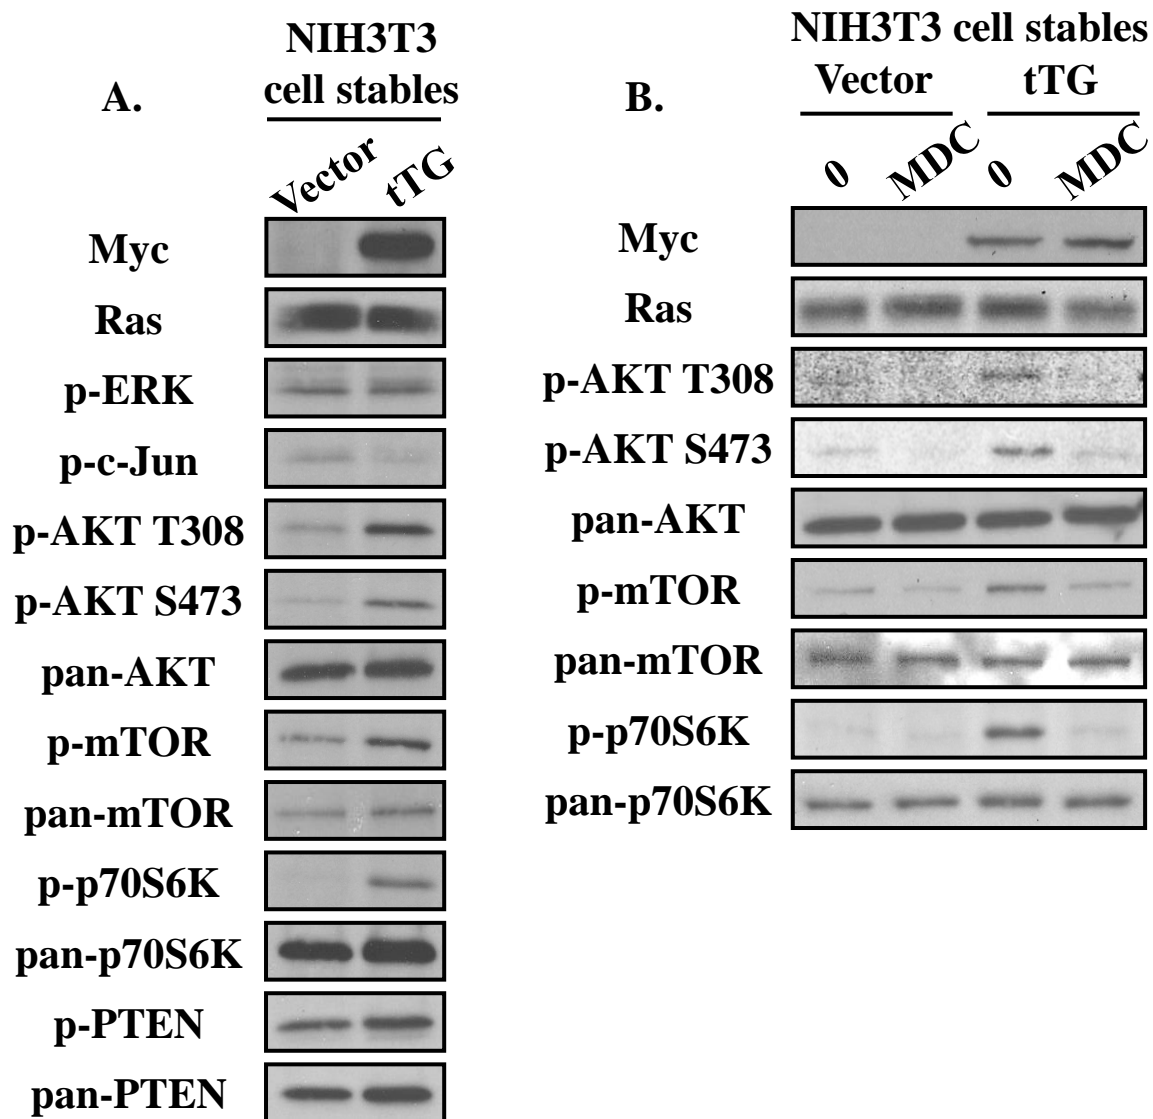 A.
NIH3T3
cell stables
Vector
tTG
Myc
Ras
p-ERK
p-c-Jun
p-AKT T308
p-AKT S473
pan-AKT
p-mTOR
pan-mTOR
p-p70S6K
pan-p70S6K
p-PTEN
pan-PTEN
B.
NIH3T3 cell stables
Vector tTG
0 MDC 0 MDC
Myc
Ras
p-AKT T308
p-AKT S473
pan-AKT
p-mTOR
pan-mTOR
p-p70S6K
pan-p70S6K